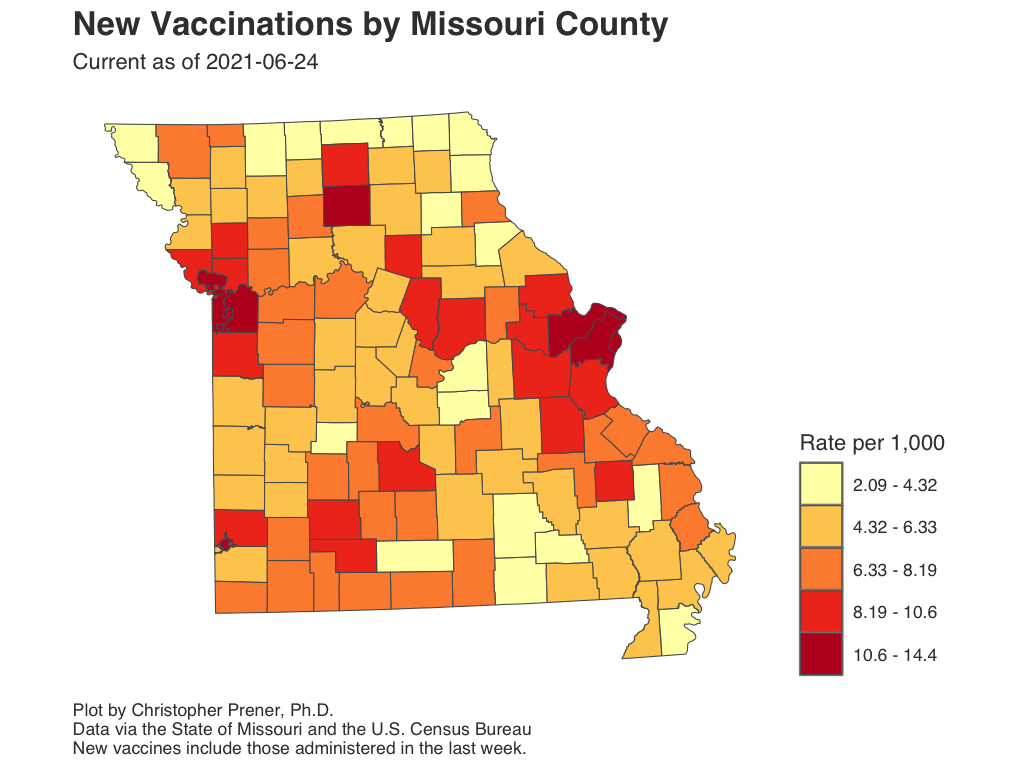 New Vaccinations by Missouri County
Current as of 2021-06-24
Rate per 1,000
2.09 - 4.32
4.32 - 6.33
6.33 - 8.19
8.19 - 10.6
10.6 - 14.4
Plot by Christopher Prener, Ph.D.
Data via the State of Missouri and the U.S. Census Bureau
New vaccines include those administered in the last week.